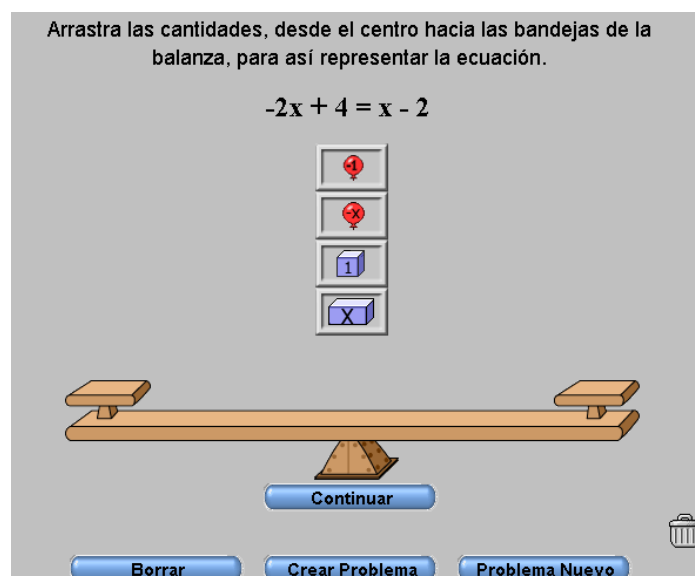 Arrastra las cantidades, desde el centro hacia las bandejas de la
balanza, para así representar la ecuación.
-2x + 4 = x - 2
-1
-X
1
X
Continuar
Borrar
Crear Problema
Problema Nuevo